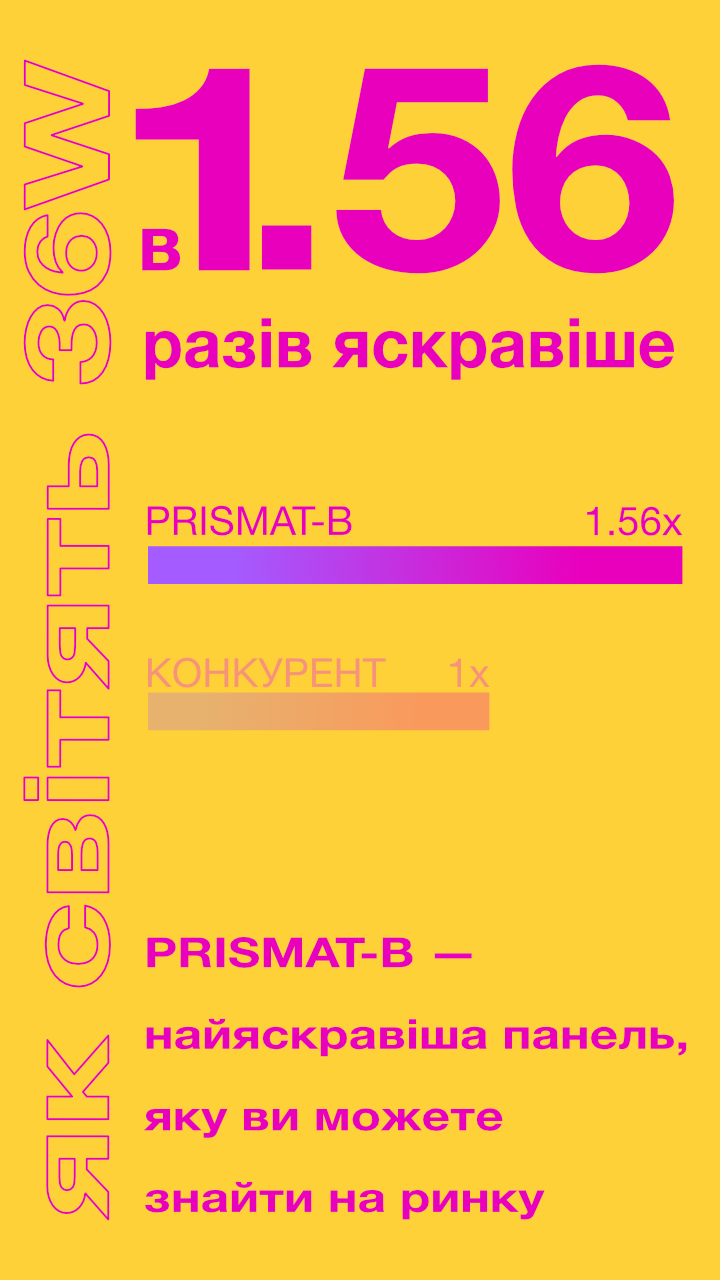 ЯК СВІТЯТЬ 36W
в 1.56
разів яскравіше
PRISMAT-B 1.56x
КОНКУРЕНТ 1x
PRISMAT-B —
найяскравіша панель,
яку ви можете
знайти на ринку